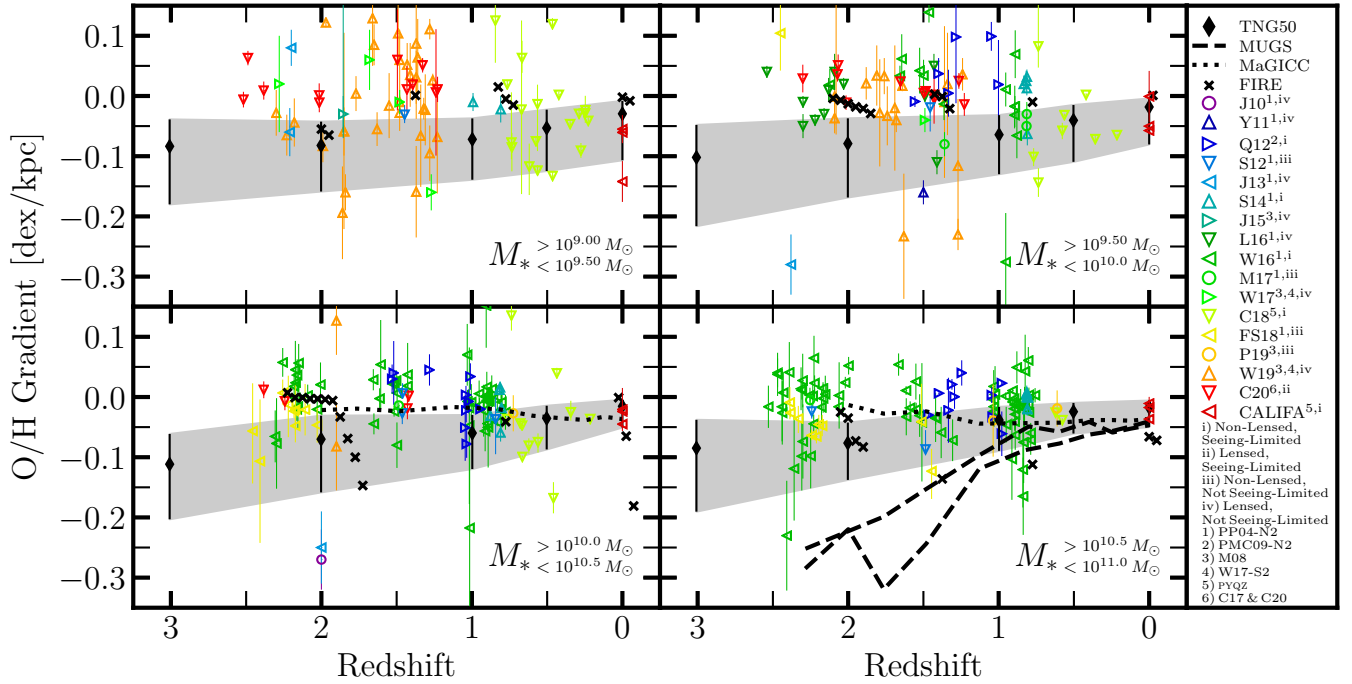 O/H Gradient [dex/kpc]
0.1
0.0
−0.1
−0.2
−0.3
M* > 10^9.00 M⊙
< 10^9.50 M⊙
M* > 10^9.50 M⊙
< 10^10.0 M⊙
0.1
0.0
−0.1
−0.2
−0.3
M* > 10^10.0 M⊙
< 10^10.5 M⊙
M* > 10^10.5 M⊙
< 10^11.0 M⊙
3 2 1 0
3 2 1 0
Redshift
Redshift
TNG50
MUGS
MaGICC
FIRE
J10^1,iv
Y11^1,iv
Q12^2,i
S12^1,iii
J13^1,iv
S14^1,i
J15^3,iv
L16^1,iv
W16^1,i
M17^1,iii
W17^3,4,iv
C18^5,i
FS18^1,iii
P19^3,iii
W19^3,4,iv
C20^6,ii
CALIFA^5,i
i) Non-Lensed,
Seeing-Limited
ii) Lensed,
Seeing-Limited
iii) Non-Lensed,
Not Seeing-Limited
iv) Lensed,
Not Seeing-Limited
1) PP04-N2
2) PMC09-N2
3) M08
4) W17-S2
5) PYQZ
6) C17 & C20